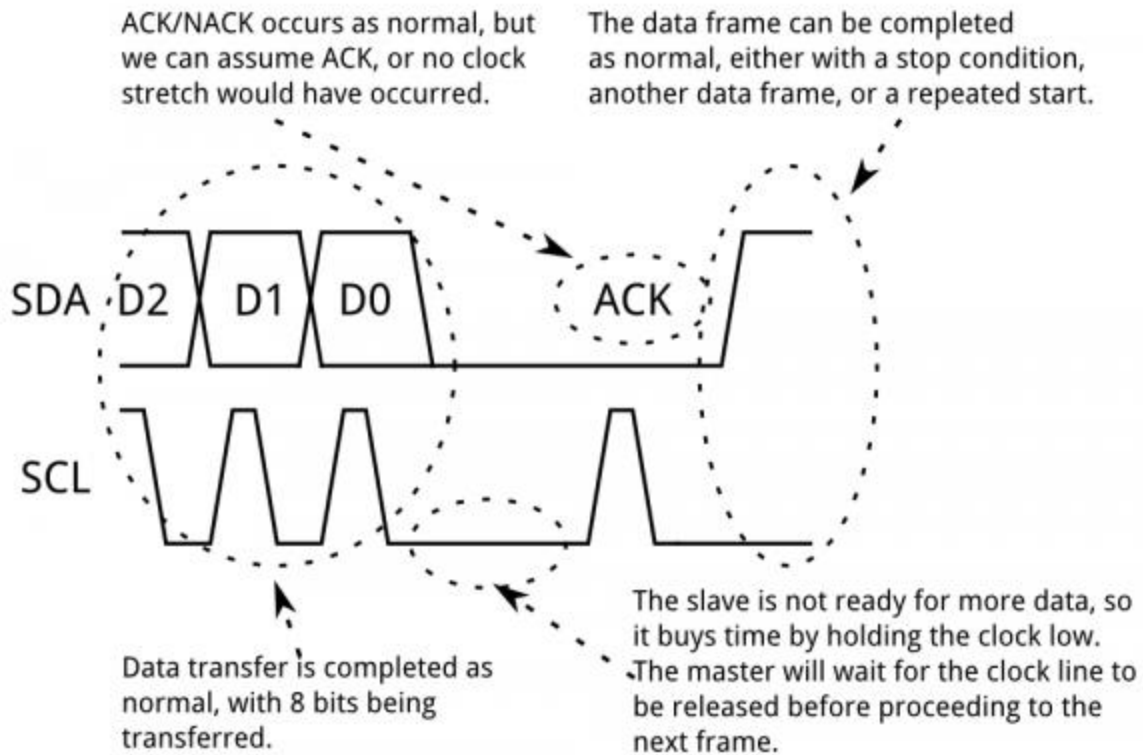 ACK/NACK occurs as normal, but
we can assume ACK, or no clock
stretch would have occurred.
The data frame can be completed
as normal, either with a stop condition,
another data frame, or a repeated start.
SDA D2 D1 D0 ACK
SCL
Data transfer is completed as
normal, with 8 bits being
transferred.
The slave is not ready for more data, so
it buys time by holding the clock low.
The master will wait for the clock line to
be released before proceeding to the
next frame.